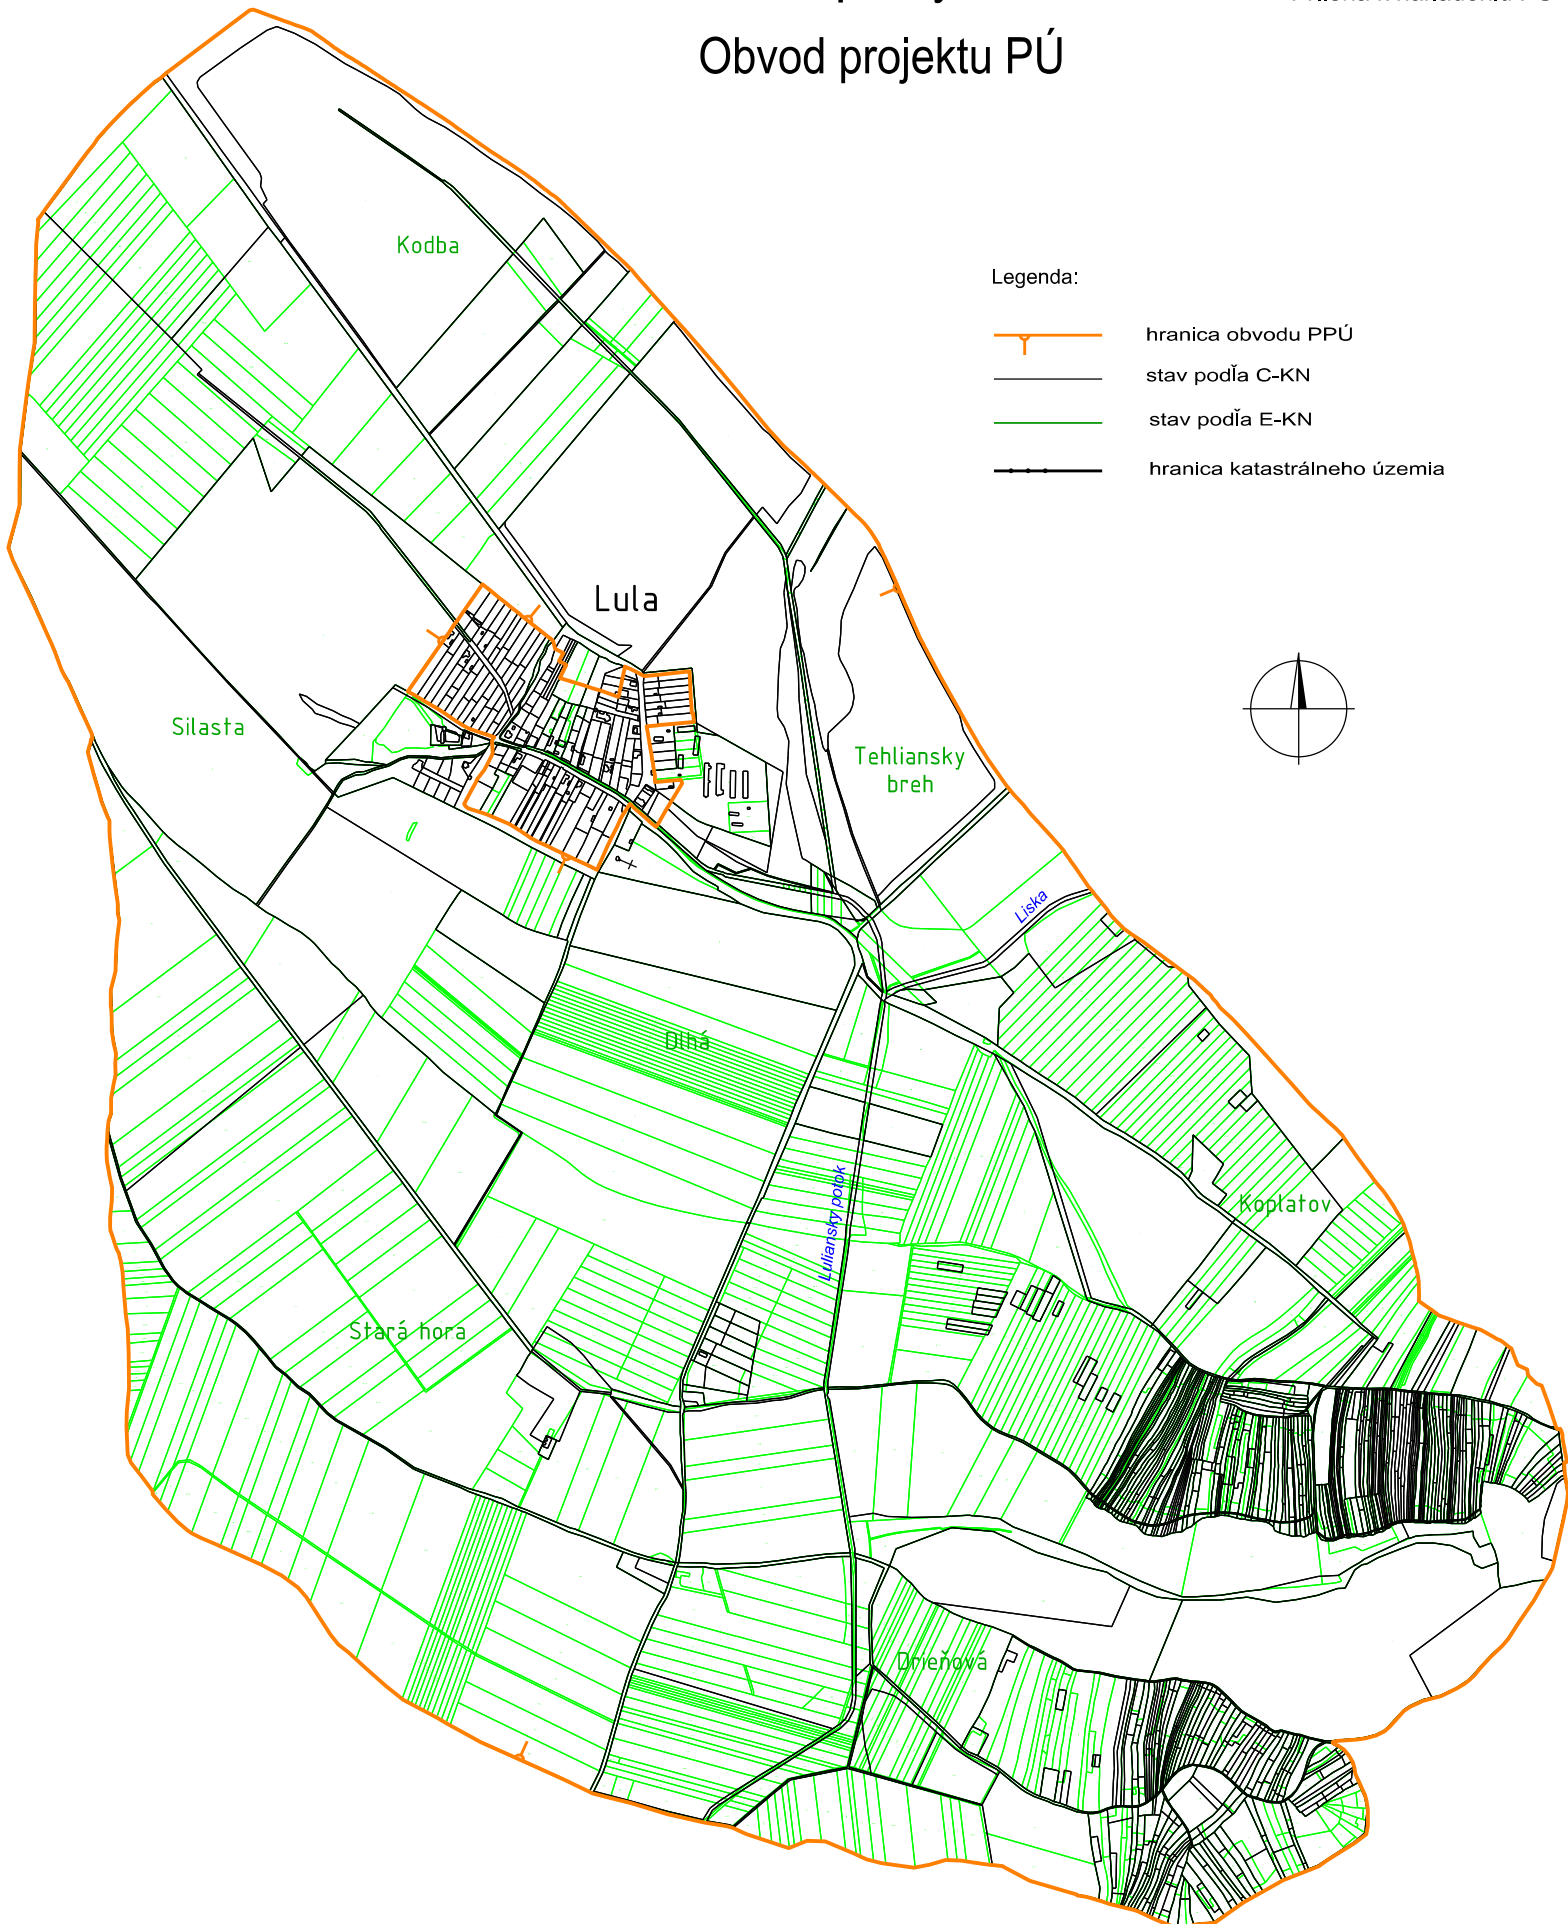 Obvod projektu PÚ
Kodba
Legenda:
hranica obvodu PPÚ
stav podľa C-KN
stav podľa E-KN
hranica katastrálneho územia
Lula
Silasta
Tehliansky
breh
Liska
Dlhá
Luliansky potok
Koplatov
Stará hora
Drieňová